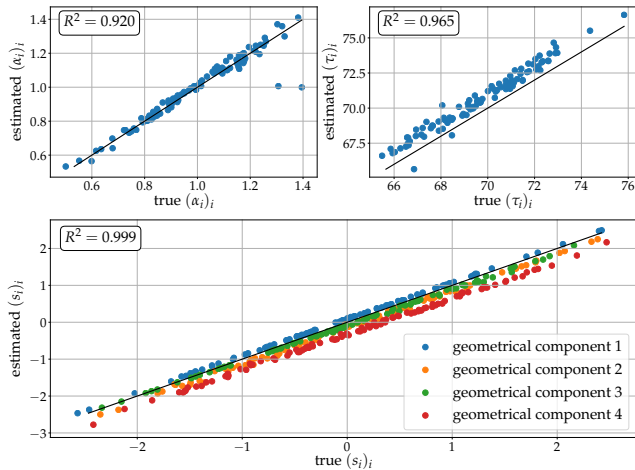 R² = 0.920
estimated (αᵢ)ᵢ
1.4
1.2
1.0
0.8
0.6
0.6
0.8
1.0
1.2
1.4
true (αᵢ)ᵢ
R² = 0.965
estimated (τᵢ)ᵢ
75.0
72.5
70.0
67.5
66
68
70
72
74
76
true (τᵢ)ᵢ
R² = 0.999
estimated (sᵢ)ᵢ
2
1
0
−1
−2
−3
−2
−1
0
1
2
true (sᵢ)ᵢ
geometrical component 1
geometrical component 2
geometrical component 3
geometrical component 4